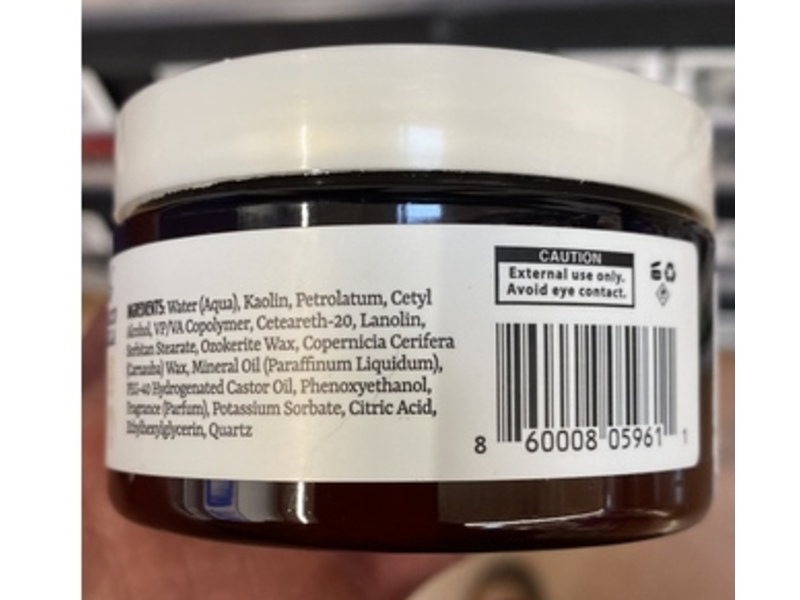 INGREDIENTS: Water (Aqua), Kaolin, Petrolatum, Cetyl
Alcohol, VP/VA Copolymer, Ceteareth-20, Lanolin,
Sorbitan Stearate, Ozokerite Wax, Copernicia Cerifera
(Carnauba) Wax, Mineral Oil (Paraffinum Liquidum),
PEG-40 Hydrogenated Castor Oil, Phenoxyethanol,
Fragrance (Parfum), Potassium Sorbate, Citric Acid,
Ethylhexylglycerin, Quartz
CAUTION
External use only.
Avoid eye contact.
8 60008 05961 1